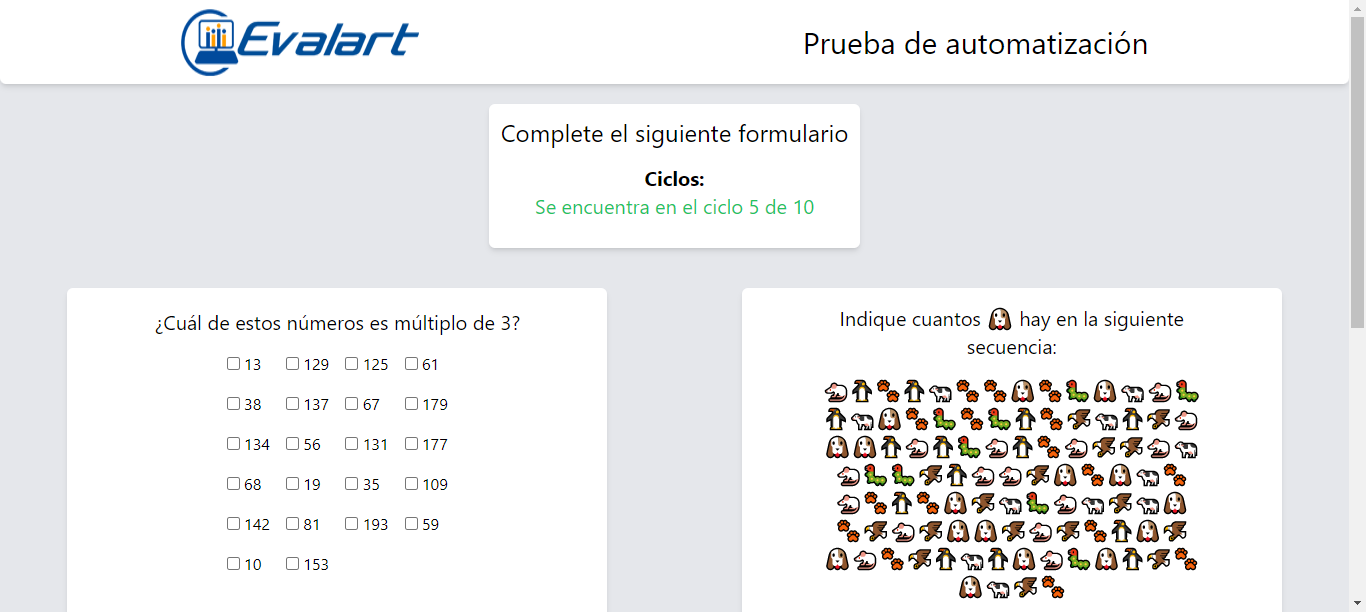 Evalart
Prueba de automatización
Complete el siguiente formulario
Ciclos:
Se encuentra en el ciclo 5 de 10
¿Cuál de estos números es múltiplo de 3?
13 129 125 61
38 137 67 179
134 56 131 177
68 19 35 109
142 81 193 59
10 153
Indique cuantos hay en la siguiente
secuencia: